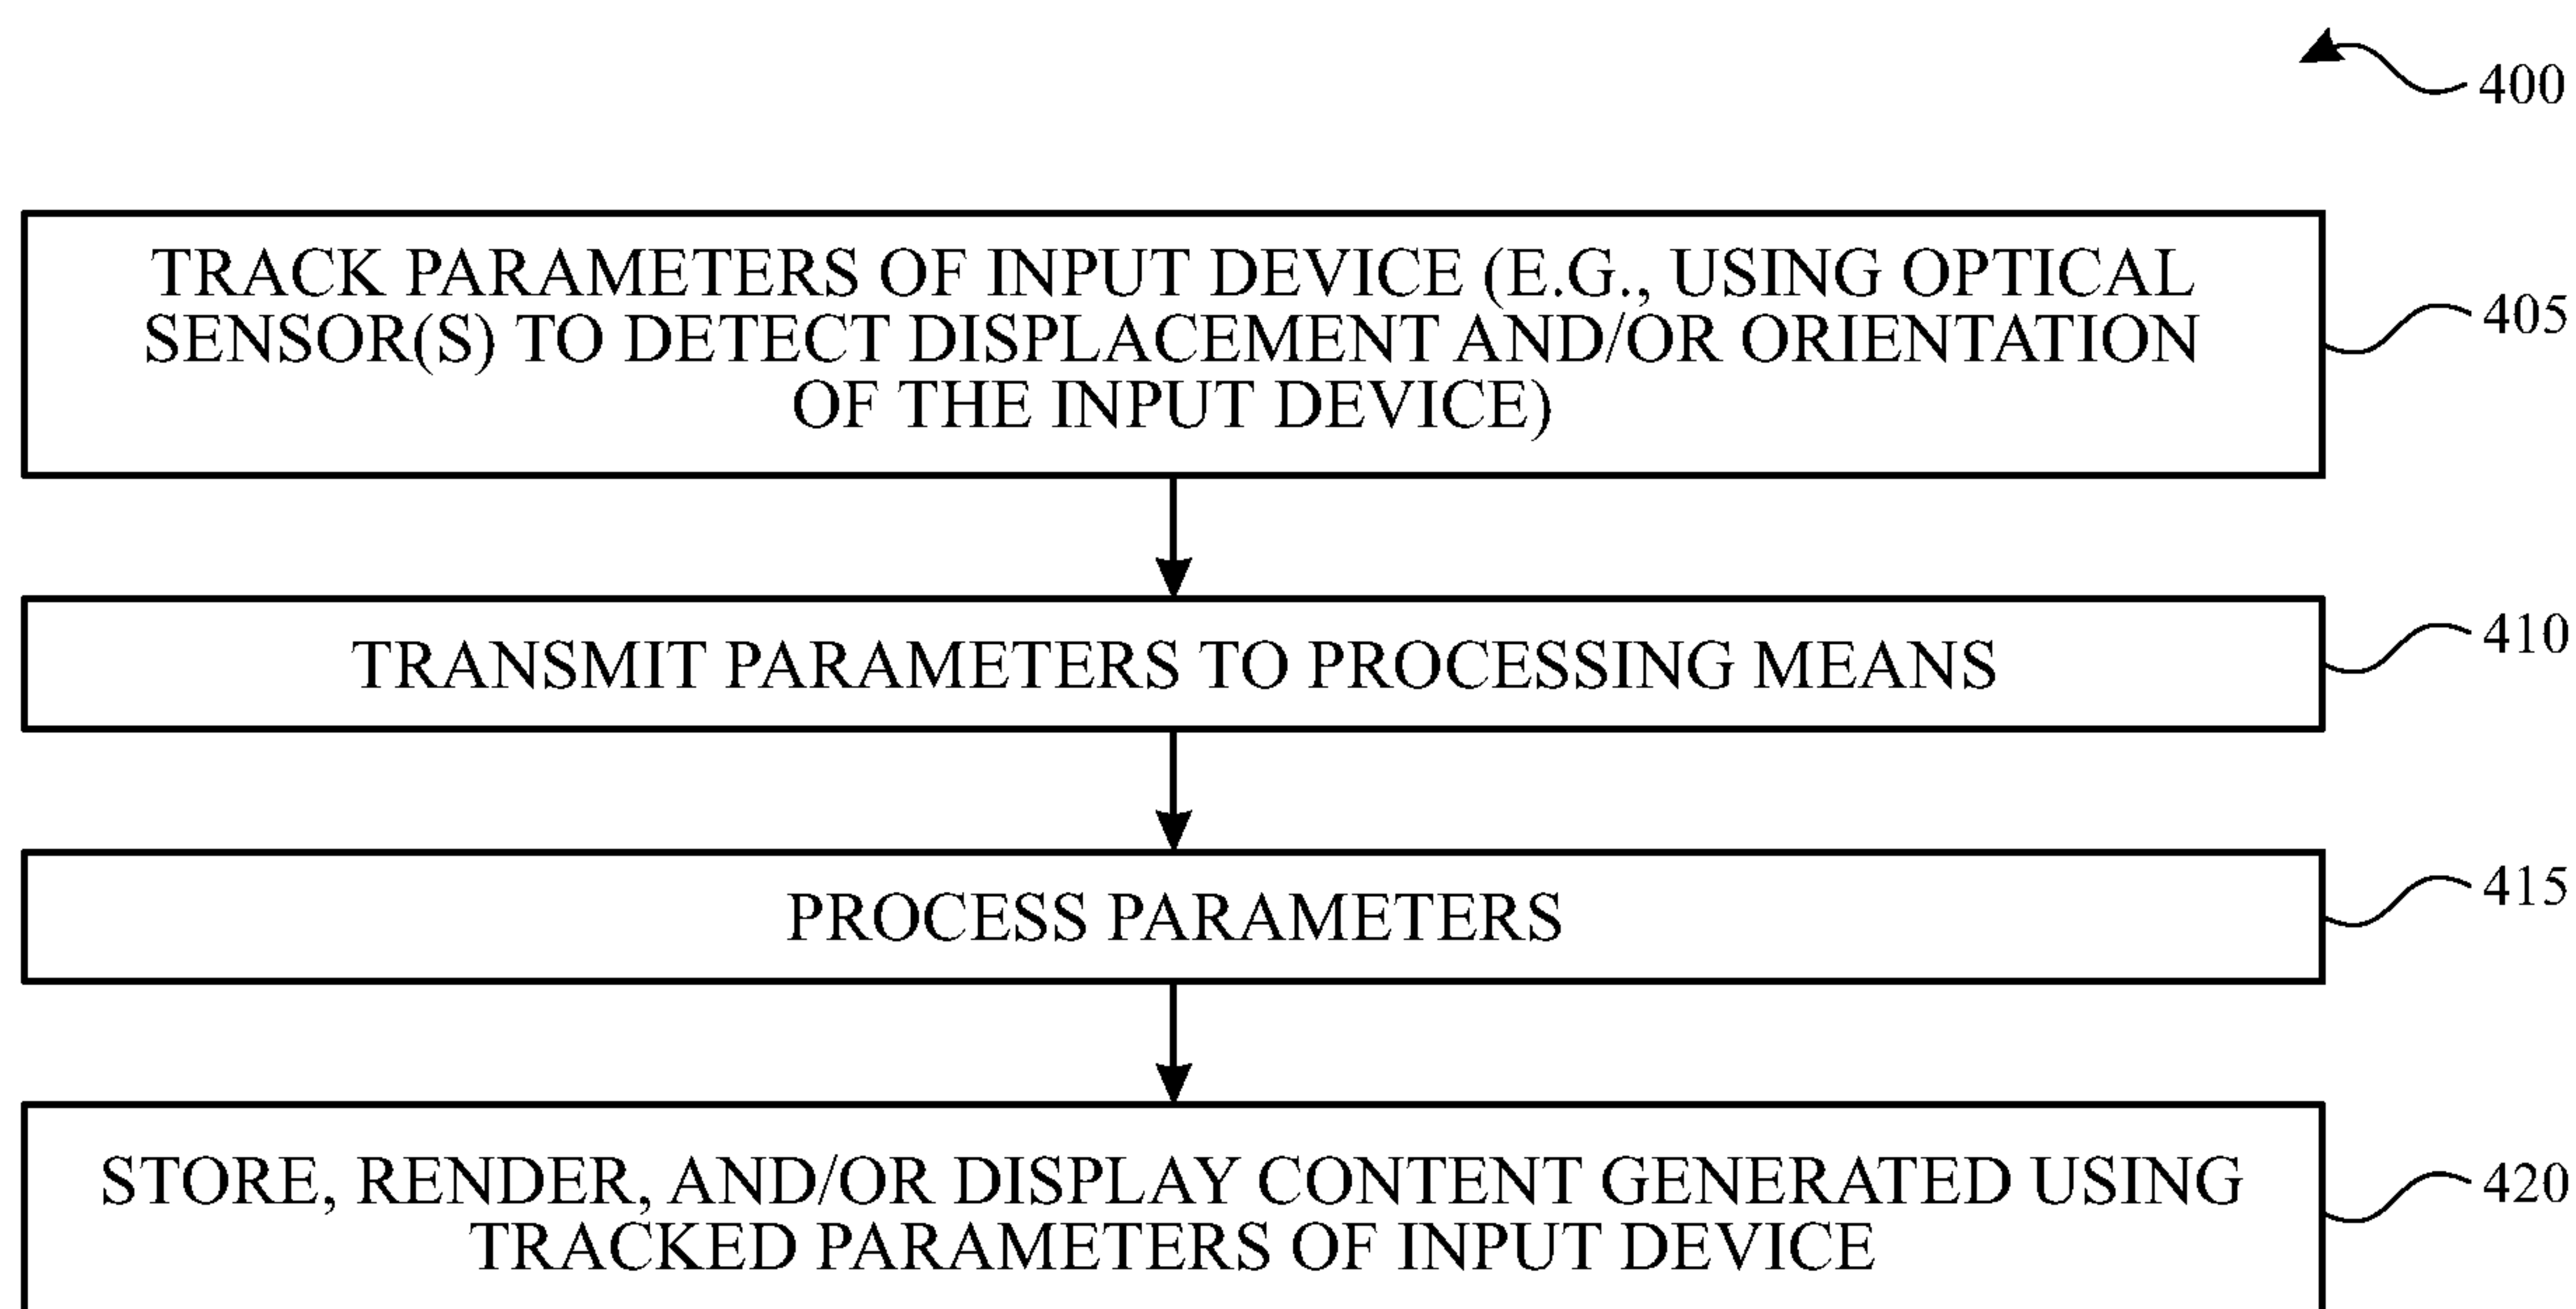 400
TRACK PARAMETERS OF INPUT DEVICE (E.G., USING OPTICAL
SENSOR(S) TO DETECT DISPLACEMENT AND/OR ORIENTATION
OF THE INPUT DEVICE)
405
TRANSMIT PARAMETERS TO PROCESSING MEANS
410
PROCESS PARAMETERS
415
STORE, RENDER, AND/OR DISPLAY CONTENT GENERATED USING
TRACKED PARAMETERS OF INPUT DEVICE
420